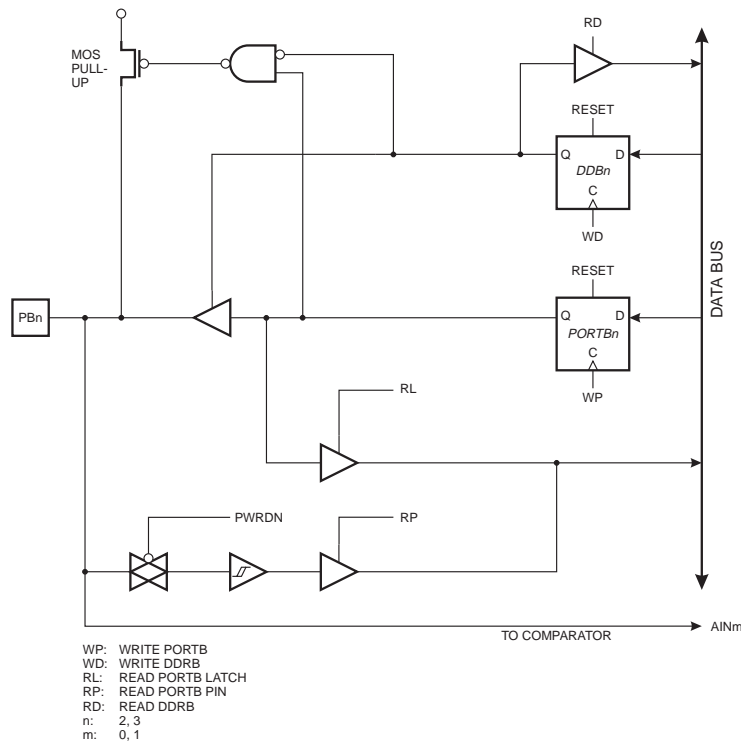 RD
MOS
PULL-
UP
RESET
Q
D
DDBn
C
WD
DATA BUS
RESET
PBn
Q
D
PORTBn
C
WP
RL
PWRDN
RP
TO COMPARATOR
AINm
WP: WRITE PORTB
WD: WRITE DDRB
RL: READ PORTB LATCH
RP: READ PORTB PIN
RD: READ DDRB
n: 2, 3
m: 0, 1